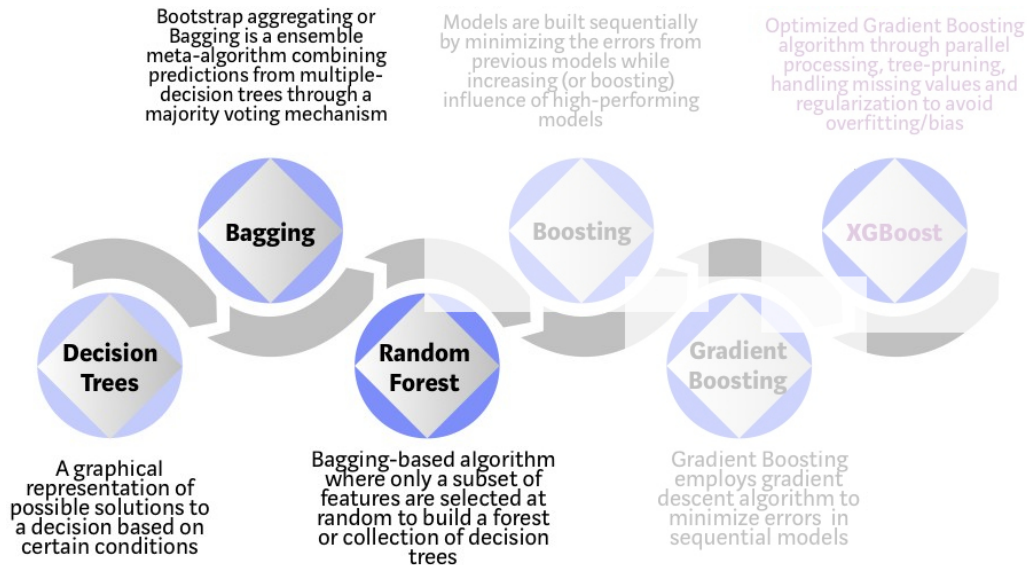 Bootstrap aggregating or
Bagging is a ensemble
meta-algorithm combining
predictions from multiple-
decision trees through a
majority voting mechanism
Models are built sequentially
by minimizing the errors from
previous models while
increasing (or boosting)
influence of high-performing
models
Optimized Gradient Boosting
algorithm through parallel
processing, tree-pruning,
handling missing values and
regularization to avoid
overfitting/bias
Bagging
Boosting
XGBoost
Decision
Trees
Random
Forest
Gradient
Boosting
A graphical
representation of
possible solutions to
a decision based on
certain conditions
Bagging-based algorithm
where only a subset of
features are selected at
random to build a forest
or collection of decision
trees
Gradient Boosting
employs gradient
descent algorithm to
minimize errors in
sequential models